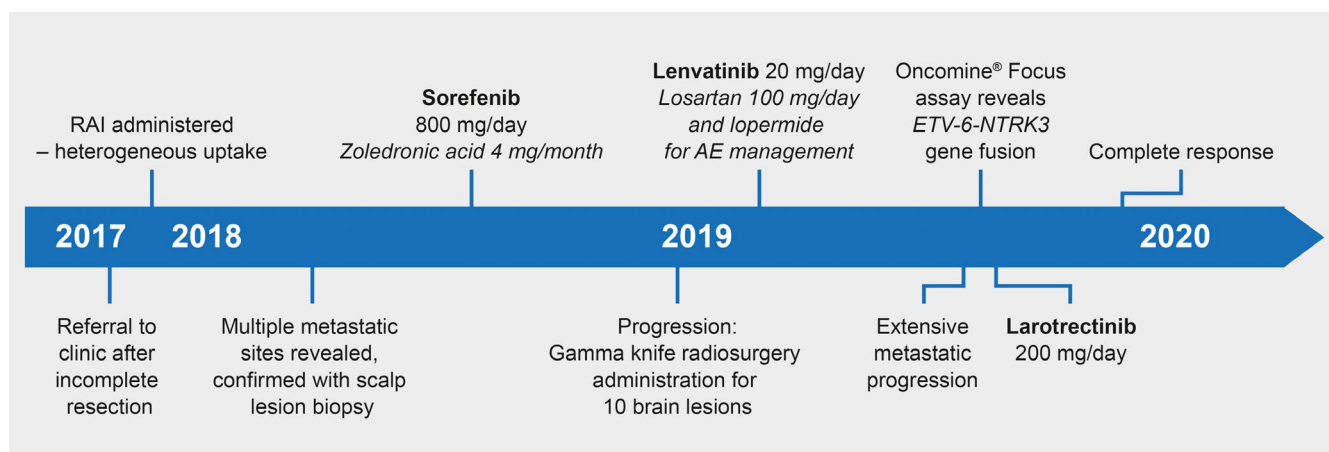 RAI administered
– heterogeneous uptake
Sorefenib
800 mg/day
Zoledronic acid 4 mg/month
Lenvatinib 20 mg/day
Losartan 100 mg/day
and lopermide
for AE management
Oncomine® Focus
assay reveals
ETV-6-NTRK3
gene fusion
Complete response
2017 2018 2019 2020
Referral to
clinic after
incomplete
resection
Multiple metastatic
sites revealed,
confirmed with scalp
lesion biopsy
Progression:
Gamma knife radiosurgery
administration for
10 brain lesions
Extensive
metastatic
progression
Larotrectinib
200 mg/day